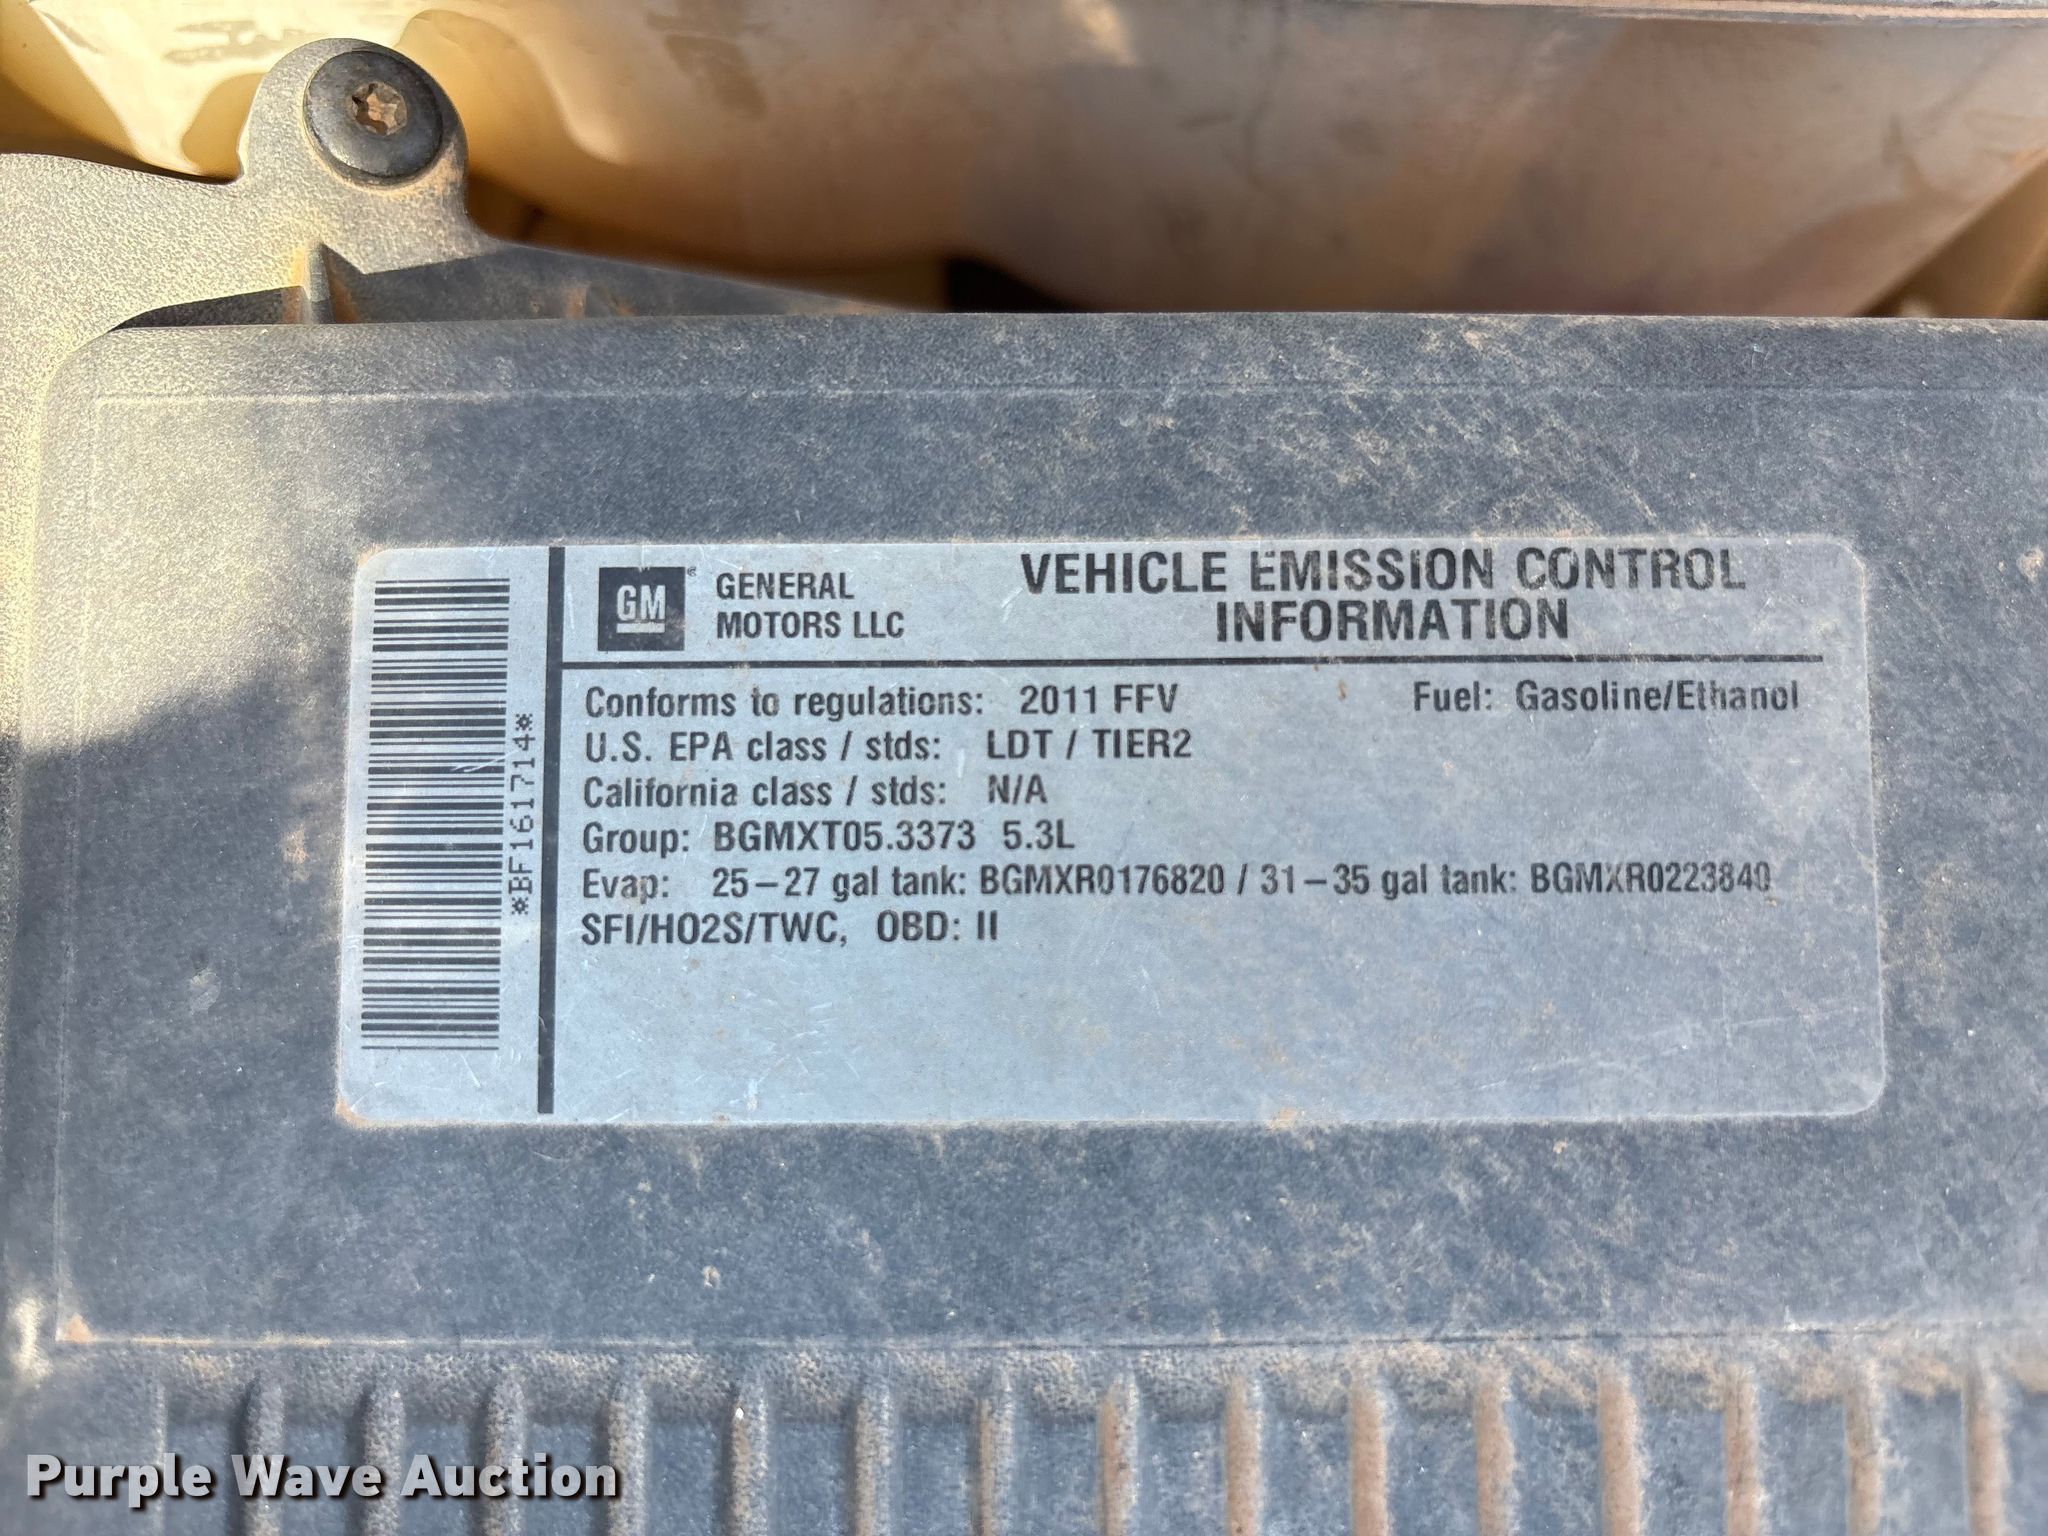 GM
GENERAL
MOTORS LLC
VEHICLE EMISSION CONTROL
INFORMATION
Conforms to regulations: 2011 FFV Fuel: Gasoline/Ethanol
U.S. EPA class / stds: LDT / TIER2
California class / stds: N/A
Group: BGMXT05.3373 5.3L
Evap: 25-27 gal tank: BGMXR0176820 / 31-35 gal tank: BGMXR0223840
SFI/HO2S/TWC, OBD: II
*BF161714*
Purple Wave Auction